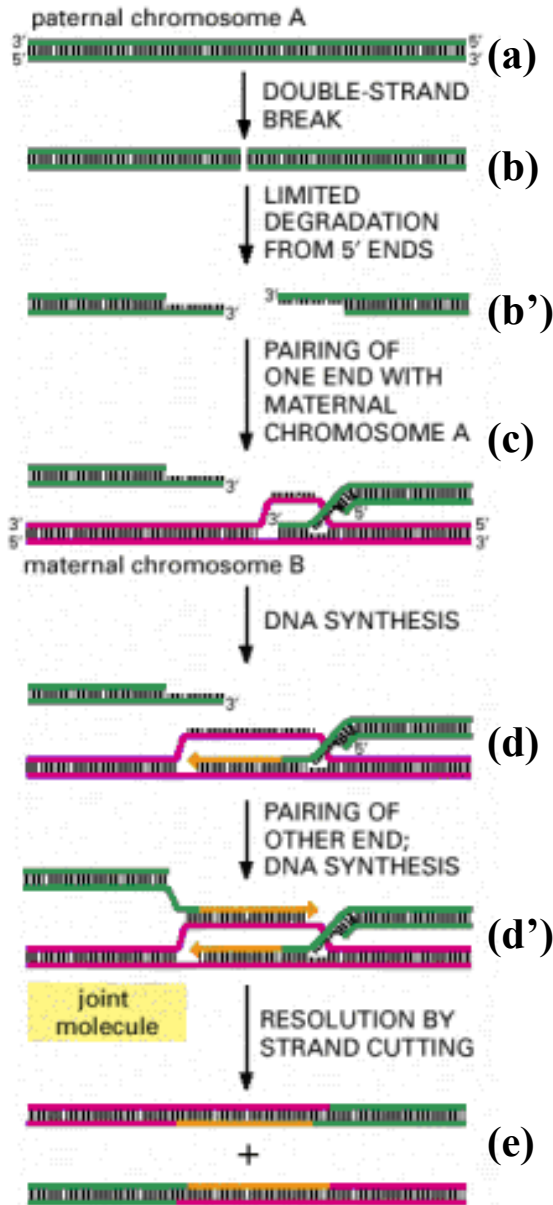 paternal chromosome A
3′ 5′
5′ 3′
(a)
DOUBLE-STRAND
BREAK
(b)
LIMITED
DEGRADATION
FROM 5′ ENDS
3′
3′
(b’)
PAIRING OF
ONE END WITH
MATERNAL
CHROMOSOME A
(c)
3′
5′
3′ 3′ 5′
5′ 3′
maternal chromosome B
DNA SYNTHESIS
3′
(d)
5′
PAIRING OF
OTHER END;
DNA SYNTHESIS
(d’)
joint
molecule
RESOLUTION BY
STRAND CUTTING
(e)
+